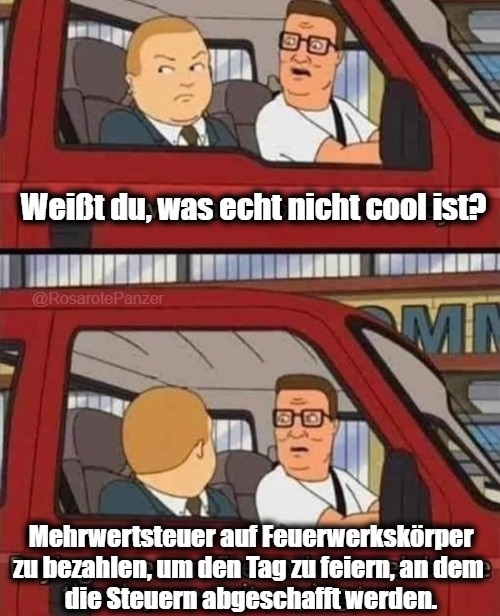 Weißt du, was echt nicht cool ist?
@RosarotePanzer
Mehrwertsteuer auf Feuerwerkskörper
zu bezahlen, um den Tag zu feiern, an dem
die Steuern abgeschafft werden.